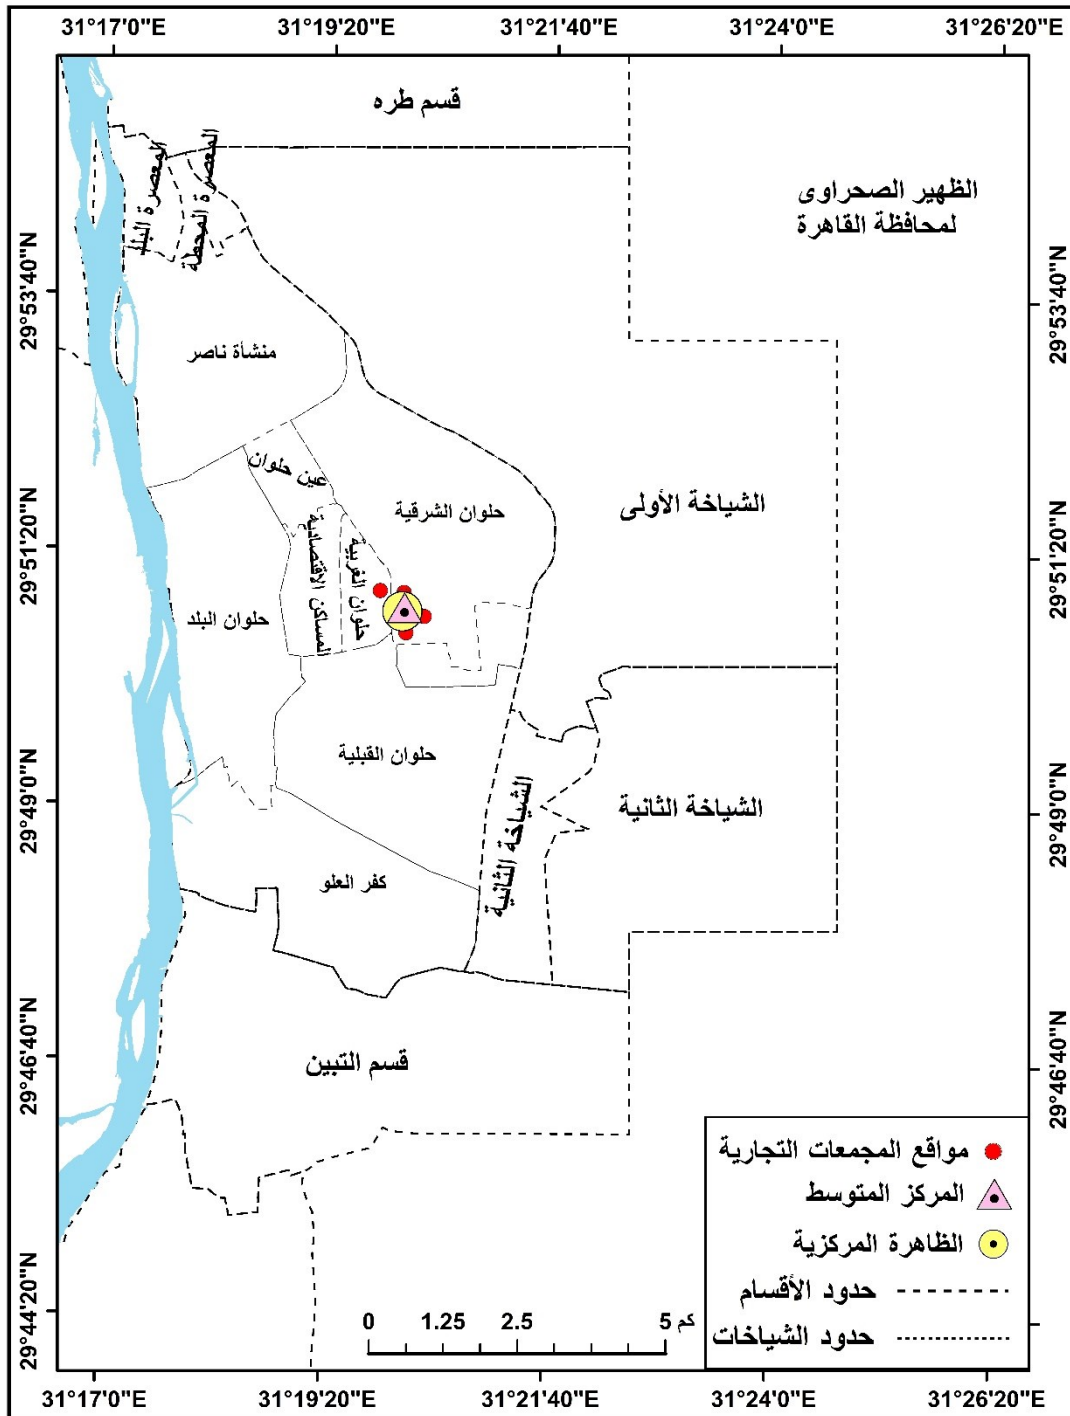 31°17'0"E
31°19'20"E
31°21'40"E
31°24'0"E
31°26'20"E
قسم طره
المعصرة البلد
المعصرة المحطة
الظهير الصحراوى
لمحافظة القاهرة
29°53'40"N
29°53'40"N
منشأة ناصر
عين حلوان
حلوان الشرقية
الشياخة الأولى
29°51'20"N
29°51'20"N
المساكن الاقتصادية
حلوان الغربية
حلوان البلد
حلوان القبلية
الشياخة الثانية
الشياخة الثانية
29°49'0"N
29°49'0"N
كفر العلو
قسم التبين
29°46'40"N
29°46'40"N
مواقع المجمعات التجارية
المركز المتوسط
الظاهرة المركزية
حدود الأقسام
حدود الشياخات
29°44'20"N
0 1.25 2.5 5 كم
31°17'0"E
31°19'20"E
31°21'40"E
31°24'0"E
31°26'20"E